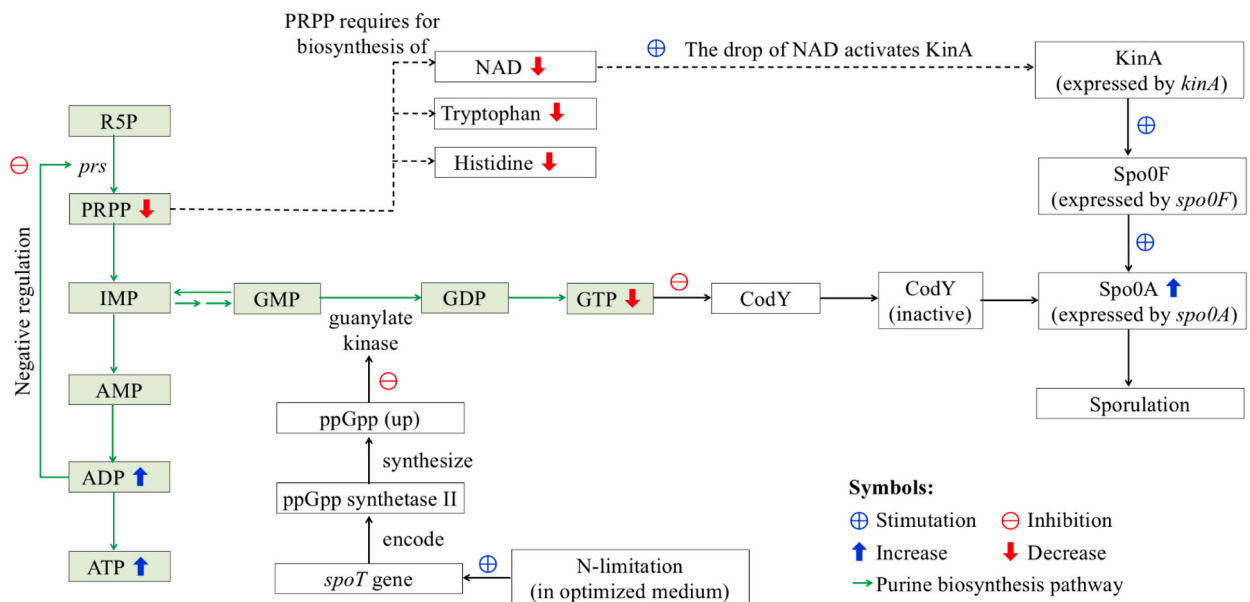 PRPP requires for
biosynthesis of
NAD
The drop of NAD activates KinA
KinA
(expressed by kinA)
Tryptophan
Histidine
R5P
prs
PRPP
Spo0F
(expressed by spo0F)
Negative regulation
IMP
GMP
GDP
GTP
CodY
CodY
(inactive)
Spo0A
(expressed by spo0A)
guanylate
kinase
AMP
ppGpp (up)
Sporulation
synthesize
ADP
ppGpp synthetase II
encode
ATP
spoT gene
N-limitation
(in optimized medium)
Symbols:
Stimutation
Inhibition
Increase
Decrease
Purine biosynthesis pathway